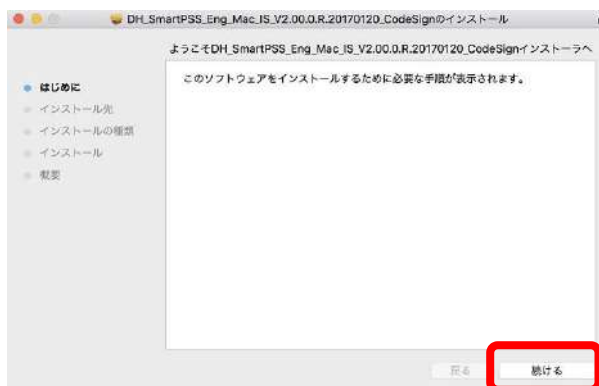 DH_SmartPSS_Eng_Mac_IS_V2.00.0.R.20170120_CodeSignのインストール
ようこそDH_SmartPSS_Eng_Mac_IS_V2.00.0.R.20170120_CodeSignインストーラへ
このソフトウェアをインストールするために必要な手順が表示されます。
はじめに
インストール先
インストールの種類
インストール
概要
戻る
続ける